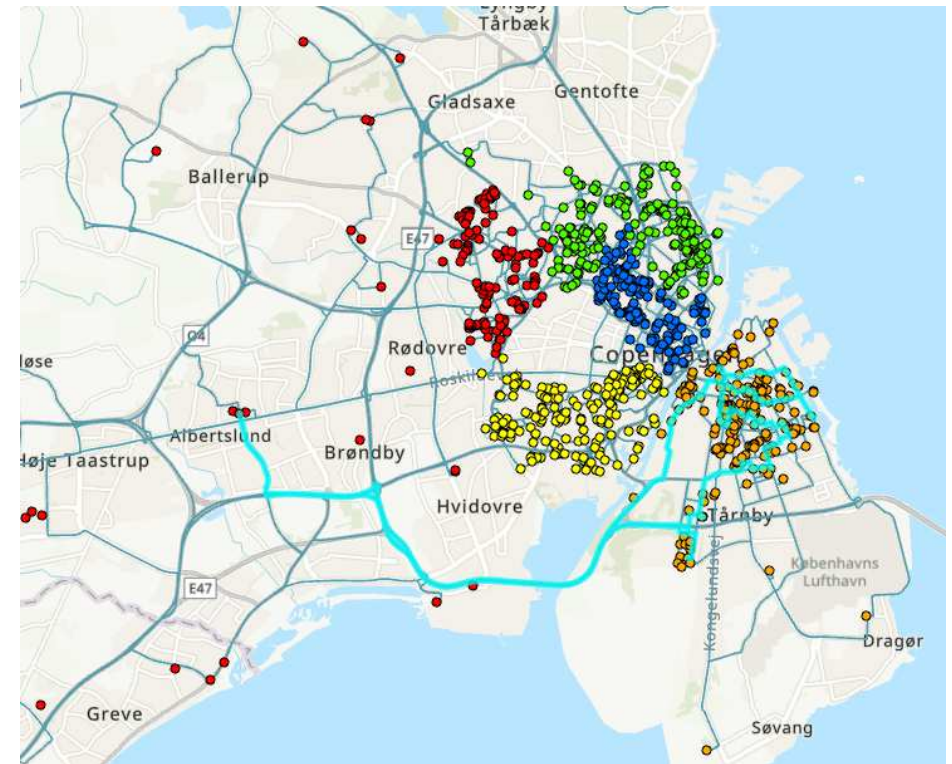 Tårbæk
Gentofte
Gladsaxe
Ballerup
E47
O4
Rødovre
Copenhagen
Albertslund
Høje Taastrup
Brøndby
Hvidovre
Tårnby
Københavns
Lufthavn
E47
Kongelundsvej
Dragør
Greve
Søvang